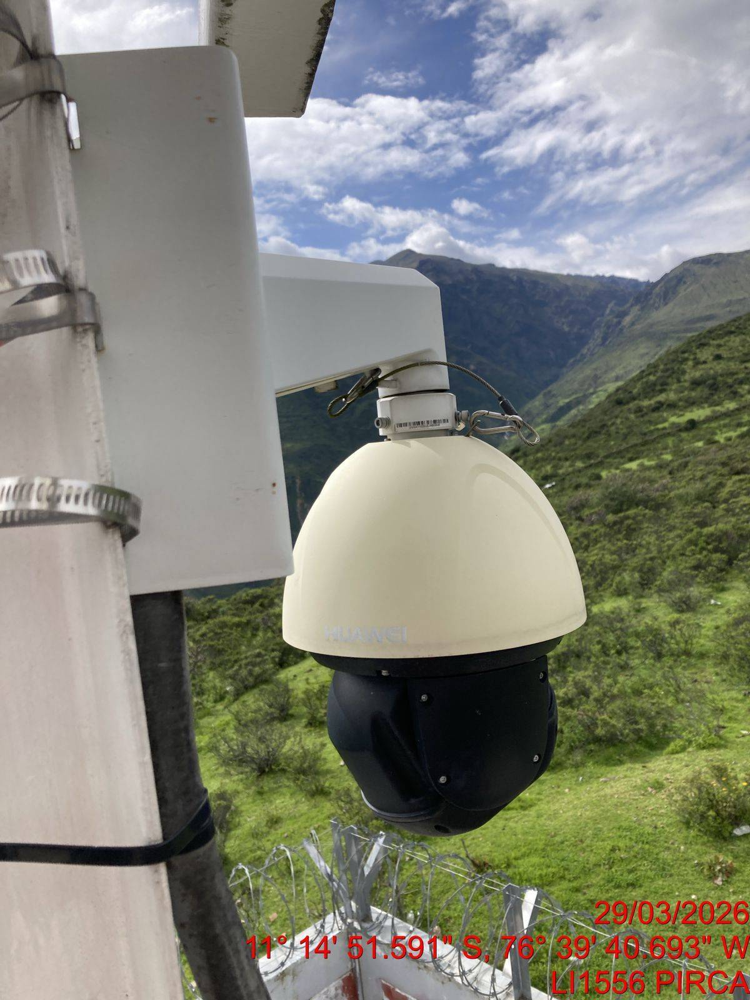 HUAWEI
29/03/2026
11° 14' 51.591" S, 76° 39' 40.693" W
LI1556 PIRCA